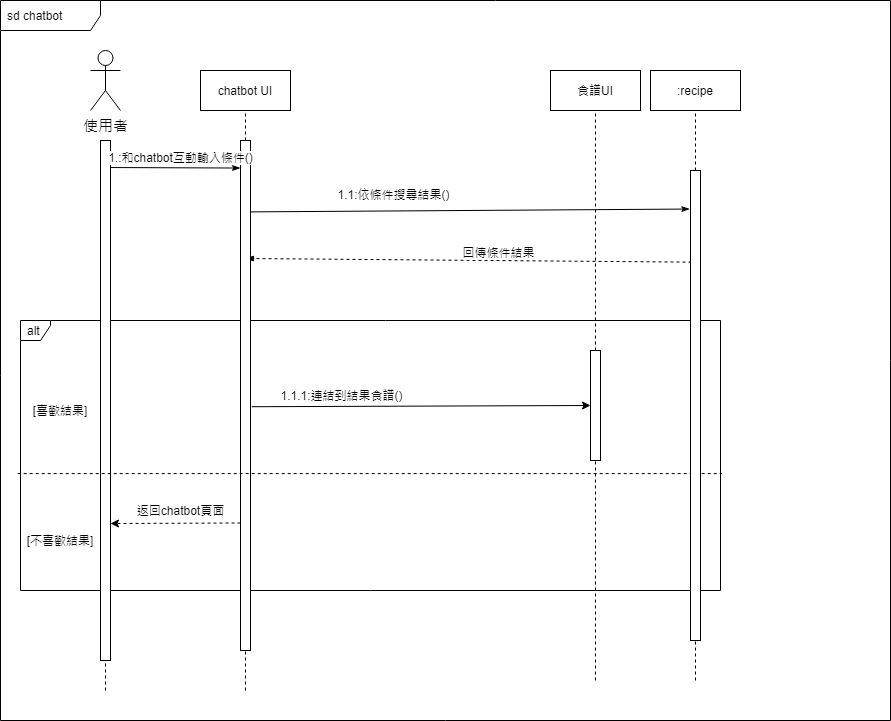 sd chatbot
使用者
chatbot UI
食譜UI
:recipe
1.:和chatbot互動輸入條件()
1.1:依條件搜尋結果()
回傳條件結果
alt
1.1.1:連結到結果食譜()
[喜歡結果]
返回chatbot頁面
[不喜歡結果]